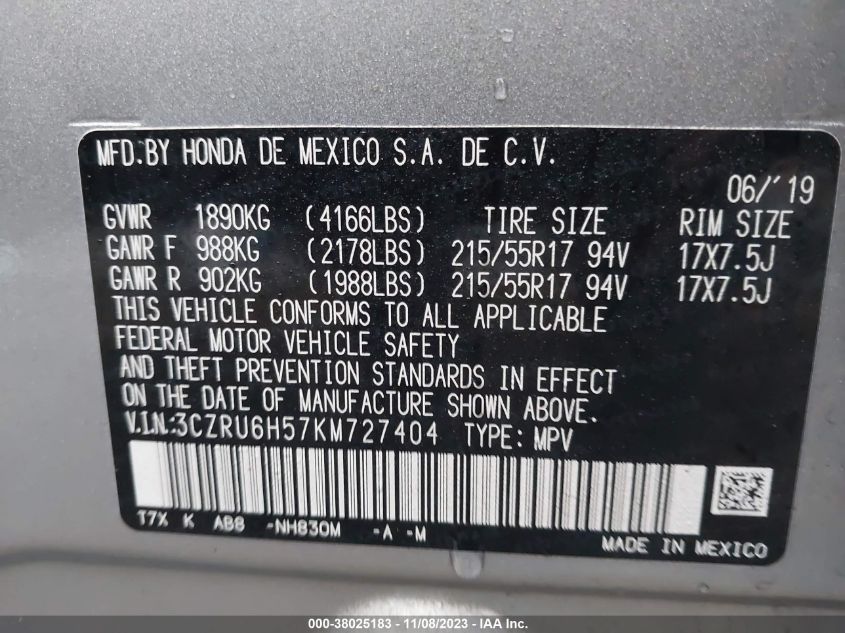 MFD.BY HONDA DE MEXICO S.A. DE C.V.
06/'19
GVWR 1890KG (4166LBS) TIRE SIZE RIM SIZE
GAWR F 988KG (2178LBS) 215/55R17 94V 17X7.5J
GAWR R 902KG (1988LBS) 215/55R17 94V 17X7.5J
THIS VEHICLE CONFORMS TO ALL APPLICABLE
FEDERAL MOTOR VEHICLE SAFETY
AND THEFT PREVENTION STANDARDS IN EFFECT
ON THE DATE OF MANUFACTURE SHOWN ABOVE.
V.I.N.:3CZRU6H57KM727404 TYPE: MPV
T7X K AB8 -NH830M -A -M
MADE IN MEXICO
000-38025183 - 11/08/2023 - IAA Inc.